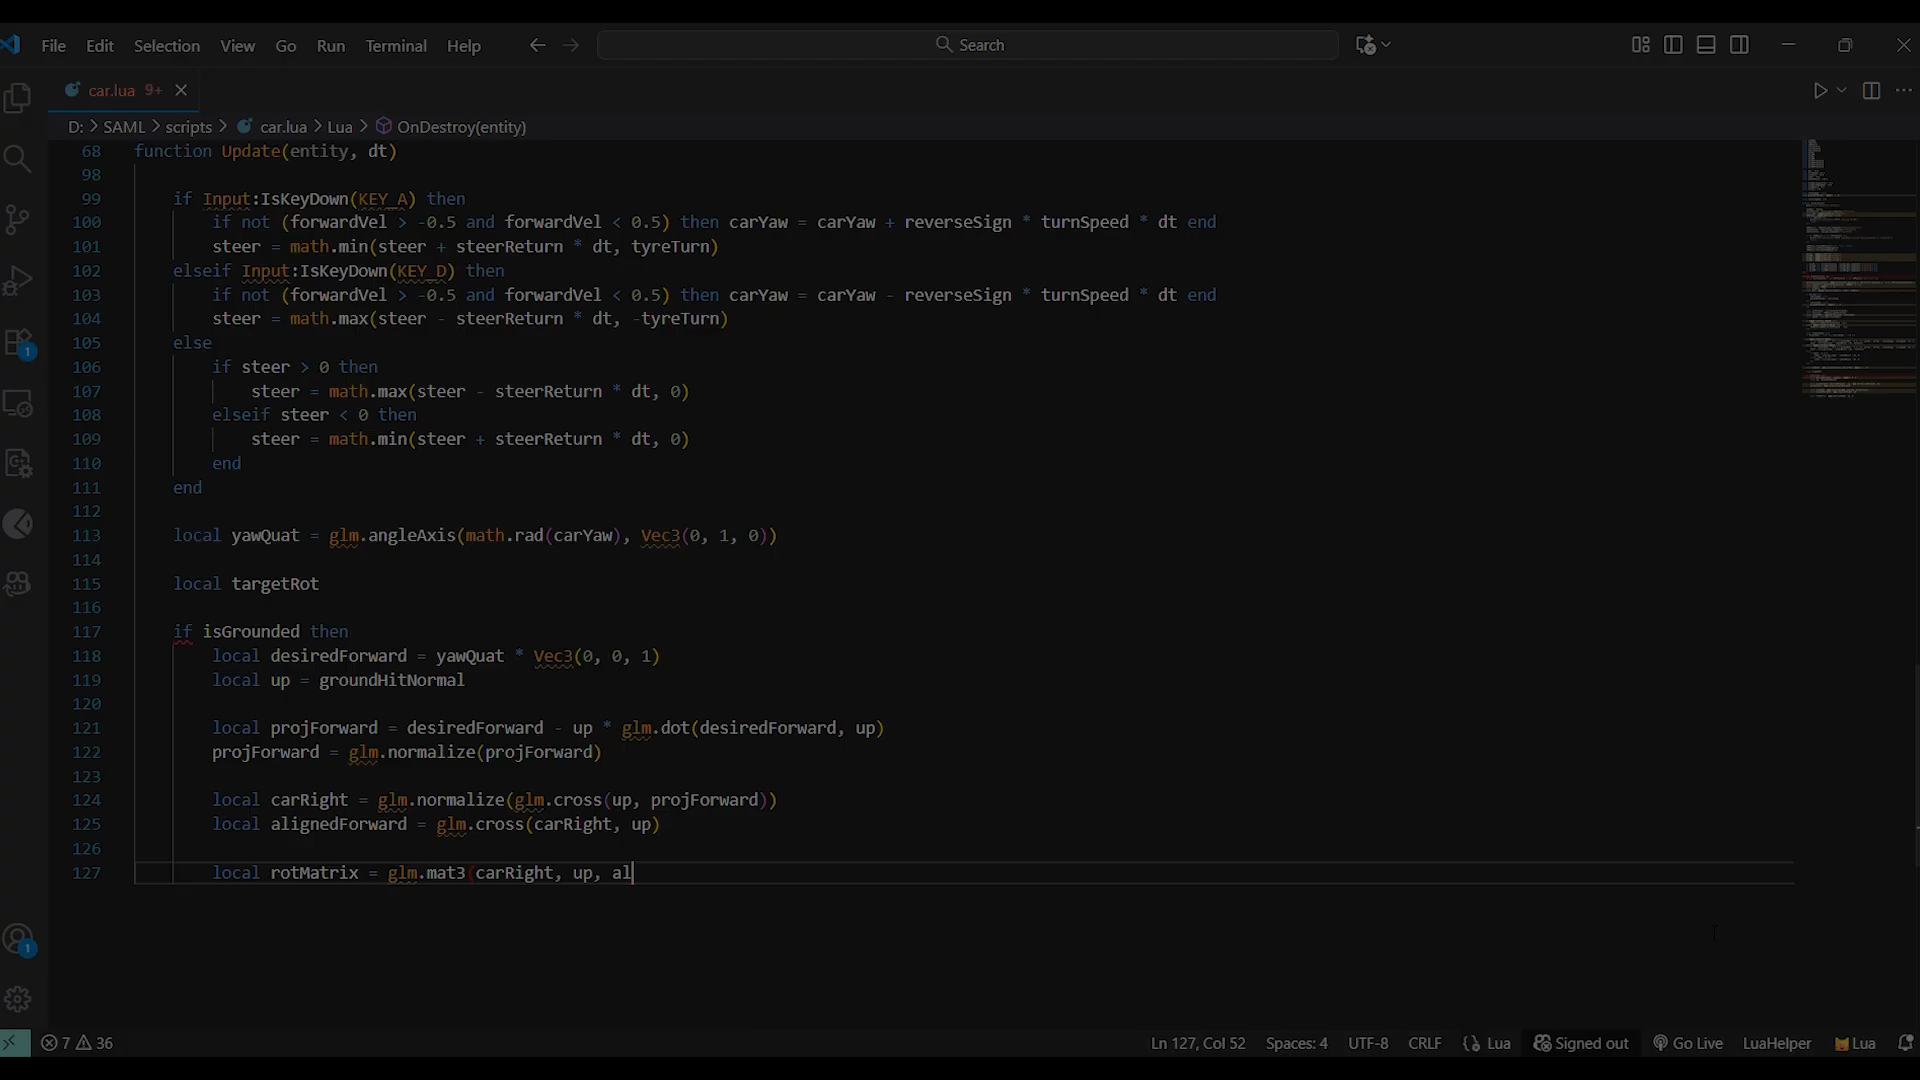 File Edit Selection View Go Run Terminal Help Search
car.lua 9+
D: > SAML > scripts > car.lua > Lua > OnDestroy(entity)
68 function Update(entity, dt)
98
99 if Input:IsKeyDown(KEY_A) then
100 if not (forwardVel > -0.5 and forwardVel < 0.5) then carYaw = carYaw + reverseSign * turnSpeed * dt end
101 steer = math.min(steer + steerReturn * dt, tyreTurn)
102 elseif Input:IsKeyDown(KEY_D) then
103 if not (forwardVel > -0.5 and forwardVel < 0.5) then carYaw = carYaw - reverseSign * turnSpeed * dt end
104 steer = math.max(steer - steerReturn * dt, -tyreTurn)
105 else
106 if steer > 0 then
107 steer = math.max(steer - steerReturn * dt, 0)
108 elseif steer < 0 then
109 steer = math.min(steer + steerReturn * dt, 0)
110 end
111 end
112
113 local yawQuat = glm.angleAxis(math.rad(carYaw), Vec3(0, 1, 0))
114
115 local targetRot
116
117 if isGrounded then
118 local desiredForward = yawQuat * Vec3(0, 0, 1)
119 local up = groundHitNormal
120
121 local projForward = desiredForward - up * glm.dot(desiredForward, up)
122 projForward = glm.normalize(projForward)
123
124 local carRight = glm.normalize(glm.cross(up, projForward))
125 local alignedForward = glm.cross(carRight, up)
126
127 local rotMatrix = glm.mat3(carRight, up, al
1
1
7 36 Ln 127, Col 52 Spaces: 4 UTF-8 CRLF Lua Signed out Go Live LuaHelper Lua